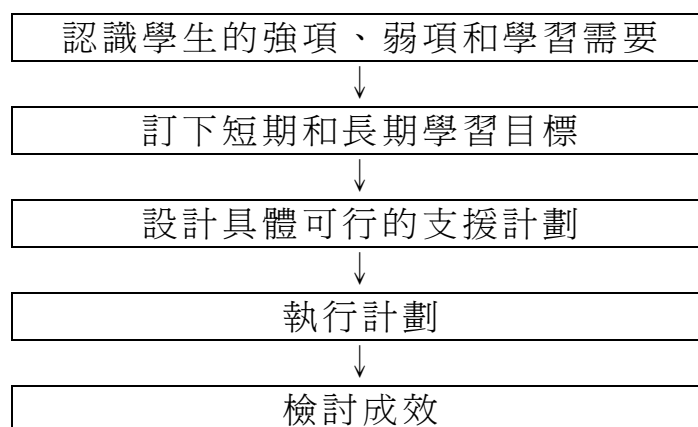 認識學生的強項、弱項和學習需要
訂下短期和長期學習目標
設計具體可行的支援計劃
執行計劃
檢討成效